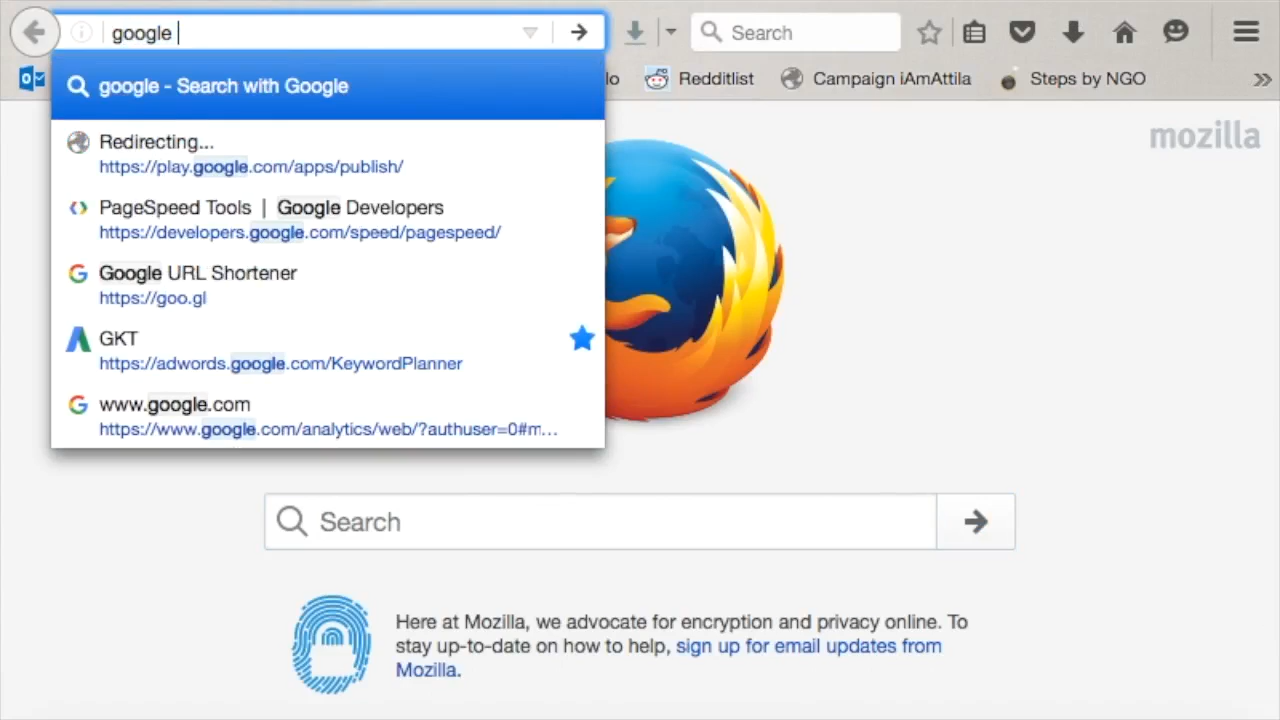 google
Search
lo
Redditlist
Campaign iAmAttila
Steps by NGO
google - Search with Google
Redirecting...
https://play.google.com/apps/publish/
PageSpeed Tools | Google Developers
https://developers.google.com/speed/pagespeed/
Google URL Shortener
https://goo.gl
GKT
https://adwords.google.com/KeywordPlanner
www.google.com
https://www.google.com/analytics/web/?authuser=0#m...
mozilla
Search
Here at Mozilla, we advocate for encryption and privacy online. To
stay up-to-date on how to help, sign up for email updates from
Mozilla.